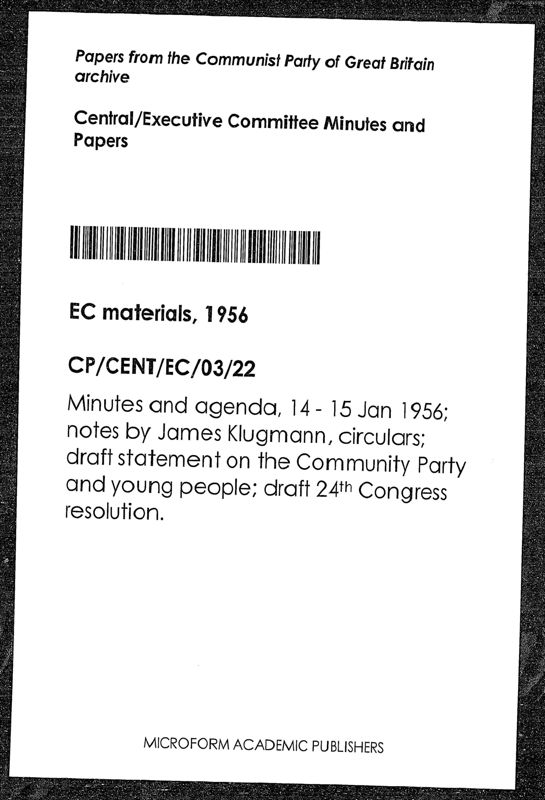 Papers from the Communist Party of Great Britain
archive
Central/Executive Committee Minutes and
Papers
EC materials, 1956
CP/CENT/EC/03/22
Minutes and agenda, 14 - 15 Jan 1956;
notes by James Klugmann, circulars;
draft statement on the Community Party
and young people; draft 24th Congress
resolution.
MICROFORM ACADEMIC PUBLISHERS